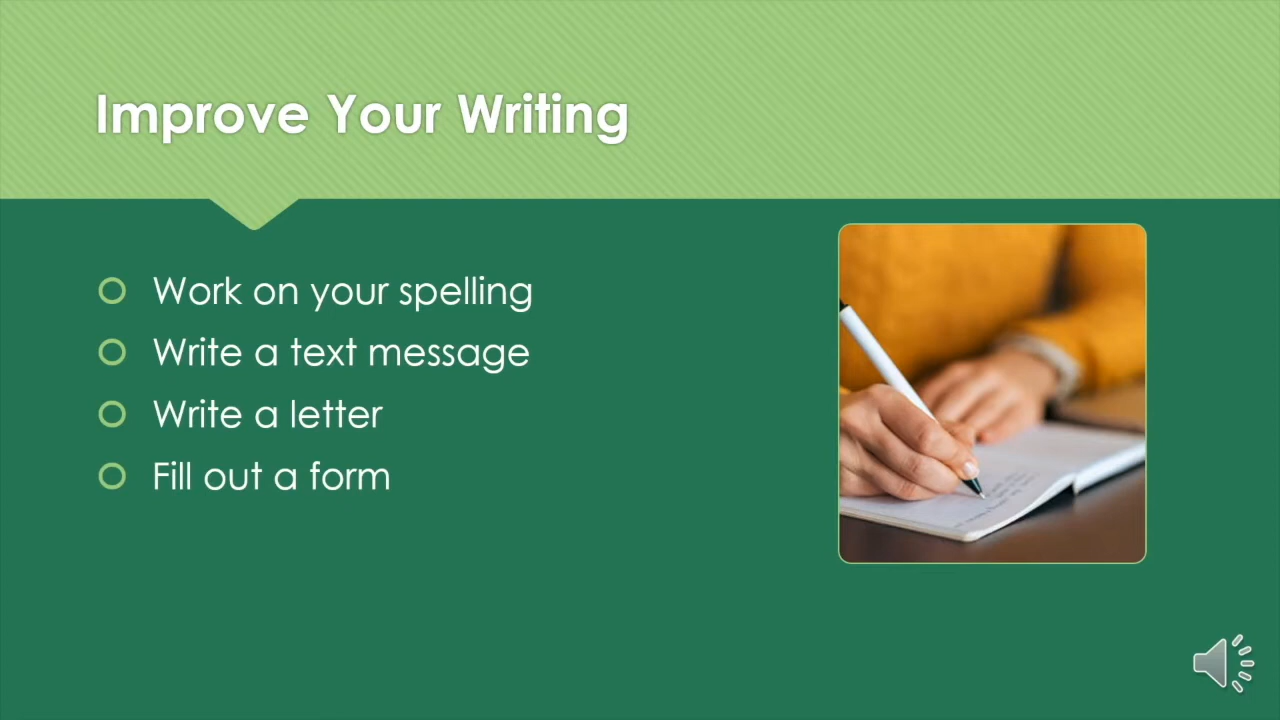 Improve Your Writing
Work on your spelling
Write a text message
Write a letter
Fill out a form